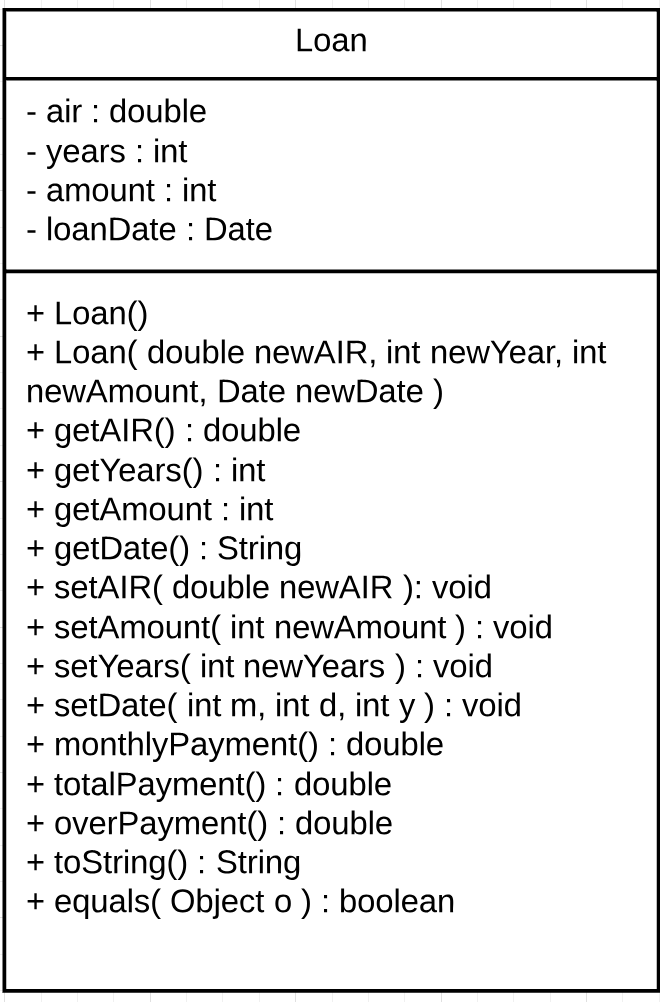 Loan
- air : double
- years : int
- amount : int
- loanDate : Date
+ Loan()
+ Loan( double newAIR, int newYear, int
newAmount, Date newDate )
+ getAIR() : double
+ getYears() : int
+ getAmount : int
+ getDate() : String
+ setAIR( double newAIR ): void
+ setAmount( int newAmount ) : void
+ setYears( int newYears ) : void
+ setDate( int m, int d, int y ) : void
+ monthlyPayment() : double
+ totalPayment() : double
+ overPayment() : double
+ toString() : String
+ equals( Object o ) : boolean